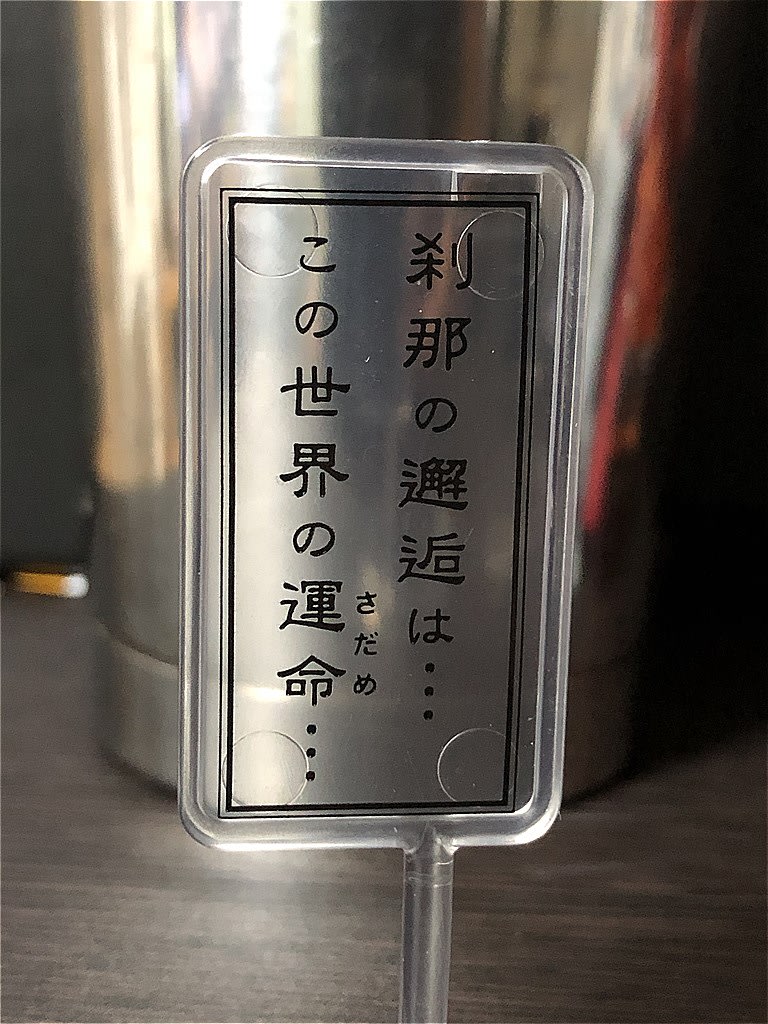 刹那の邂逅は…
この世界の運命…
さだめ